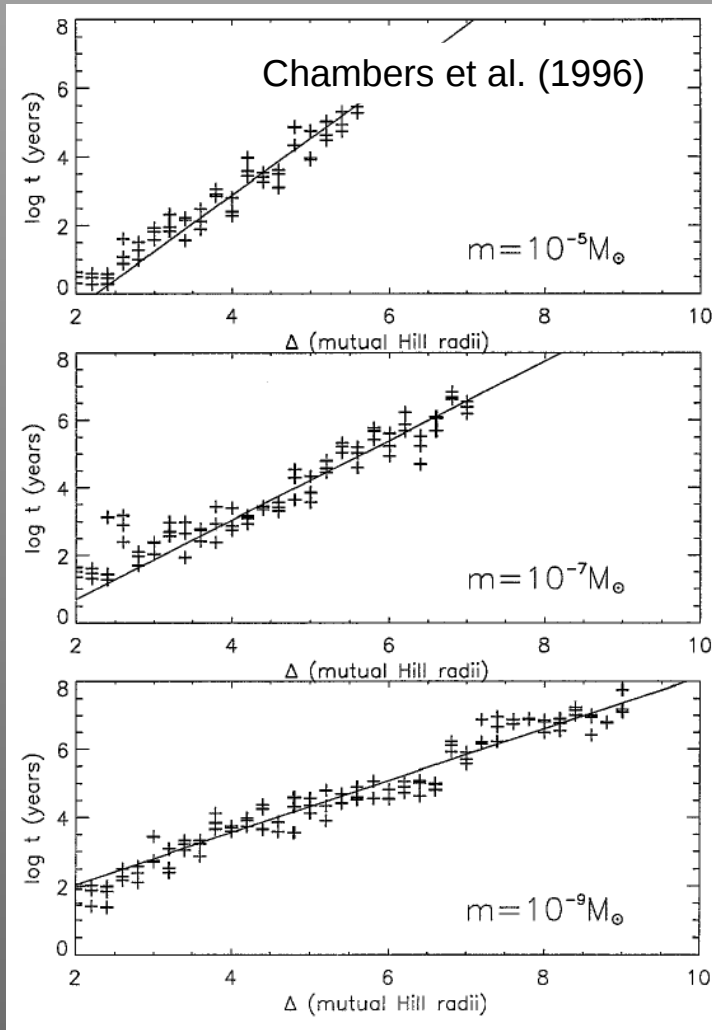 Chambers et al. (1996)
8
6
4
2
0
log t (years)
m=10⁻⁵M☉
2 4 6 8 10
Δ (mutual Hill radii)
8
6
4
2
0
log t (years)
m=10⁻⁷M☉
2 4 6 8 10
Δ (mutual Hill radii)
8
6
4
2
0
log t (years)
m=10⁻⁹M☉
2 4 6 8 10
Δ (mutual Hill radii)